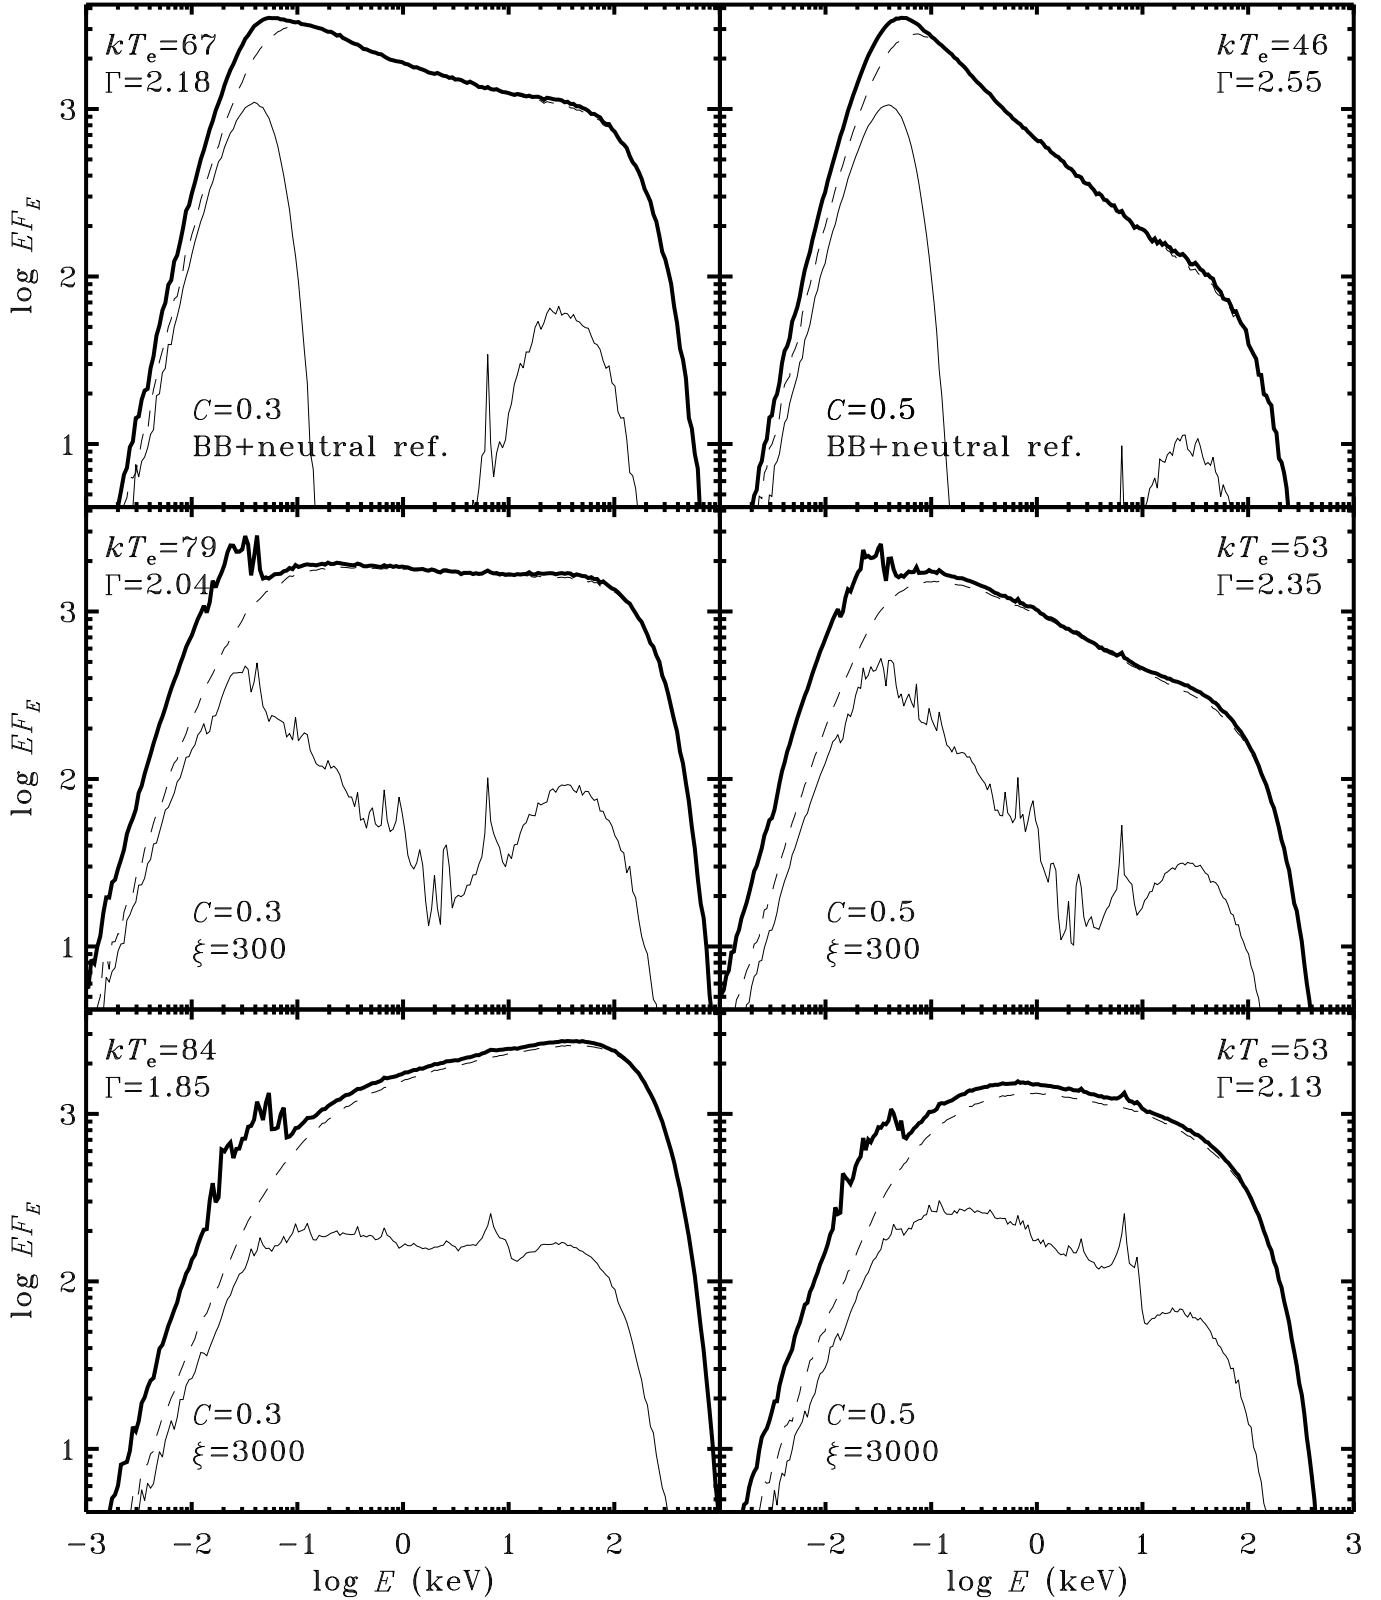 kTe=67
Γ=2.18
kTe=46
Γ=2.55
3
log EFE
2
C=0.3
BB+neutral ref.
C=0.5
BB+neutral ref.
1
kTe=79
Γ=2.04
kTe=53
Γ=2.35
3
log EFE
2
C=0.3
ξ=300
C=0.5
ξ=300
1
kTe=84
Γ=1.85
kTe=53
Γ=2.13
3
log EFE
2
C=0.3
ξ=3000
C=0.5
ξ=3000
1
−3 −2 −1 0 1 2 −2 −1 0 1 2 3
log E (keV) log E (keV)